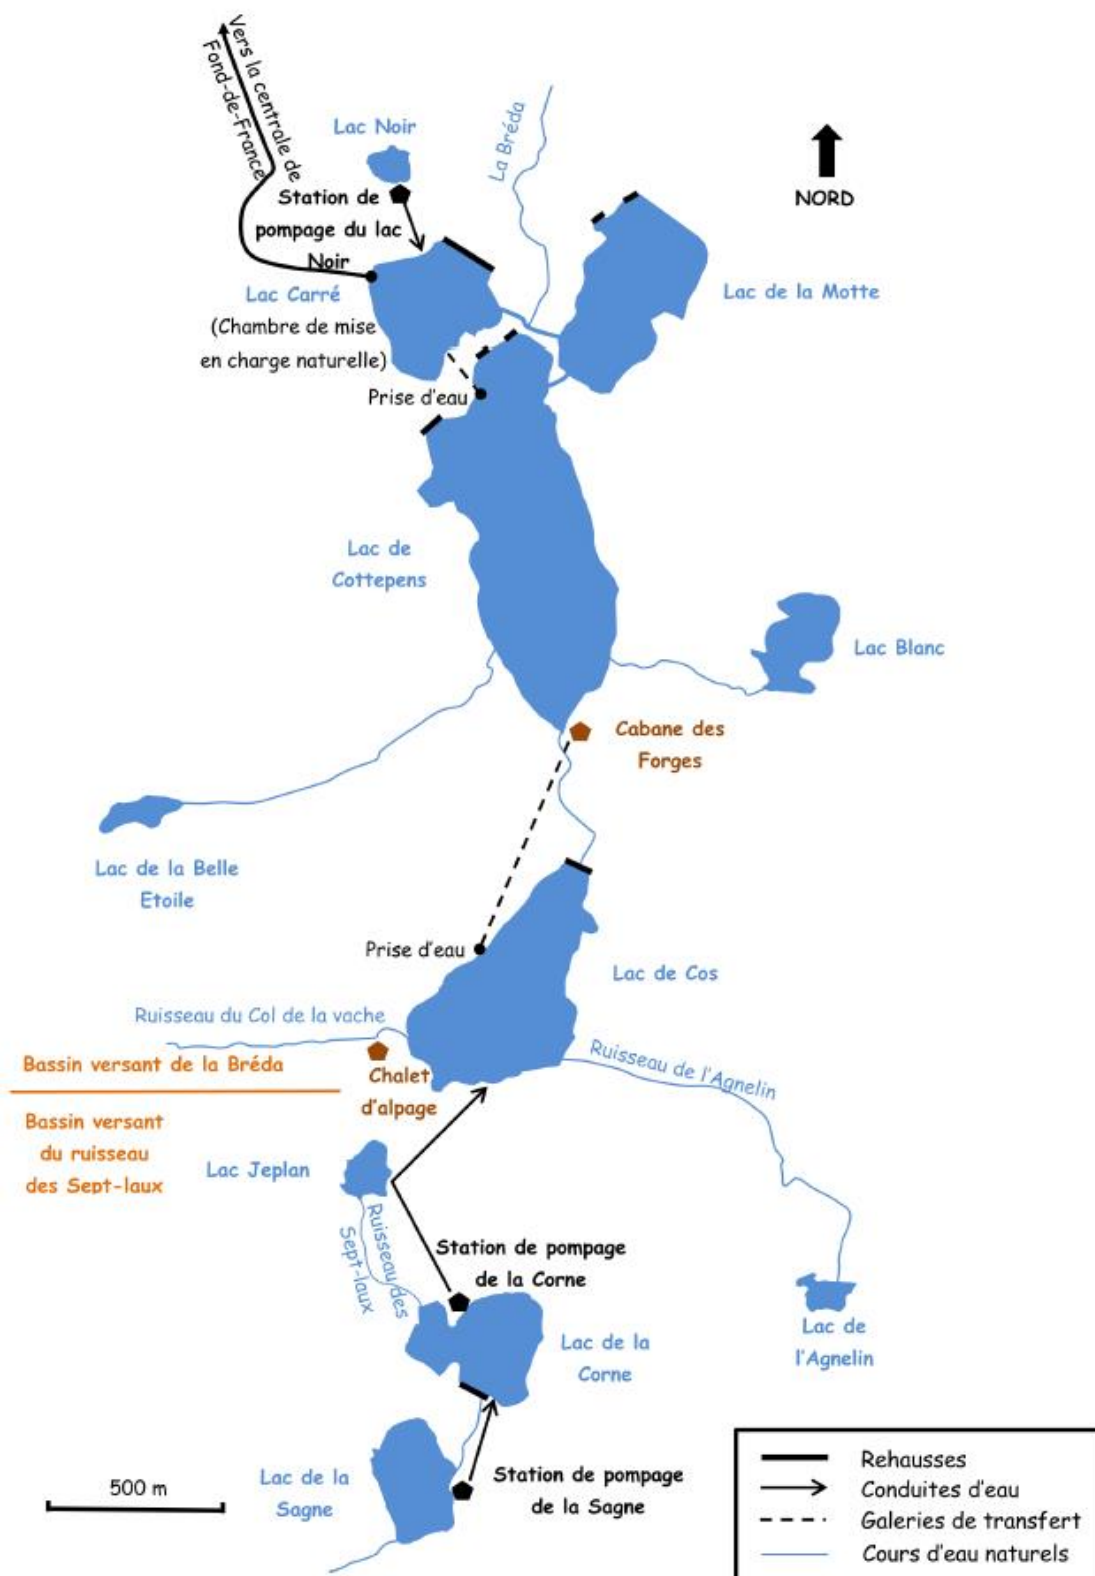 Vers la centrale de
Fond-de-France
Lac Noir
La Bréda
NORD
Station de
pompage du lac
Noir
Lac Carré
(Chambre de mise
en charge naturelle)
Lac de la Motte
Prise d'eau
Lac de
Cottepens
Lac Blanc
Cabane des
Forges
Lac de la Belle
Etoile
Prise d'eau
Lac de Cos
Ruisseau du Col de la vache
Ruisseau de l'Agnelin
Bassin versant de la Bréda
Chalet
d'alpage
Bassin versant
du ruisseau
des Sept-laux
Lac Jeplan
Ruisseau des
Sept-laux
Station de pompage
de la Corne
Lac de la
Corne
Lac de
l'Agnelin
Lac de la
Sagne
Station de pompage
de la Sagne
500 m
Rehausses
Conduites d'eau
Galeries de transfert
Cours d'eau naturels